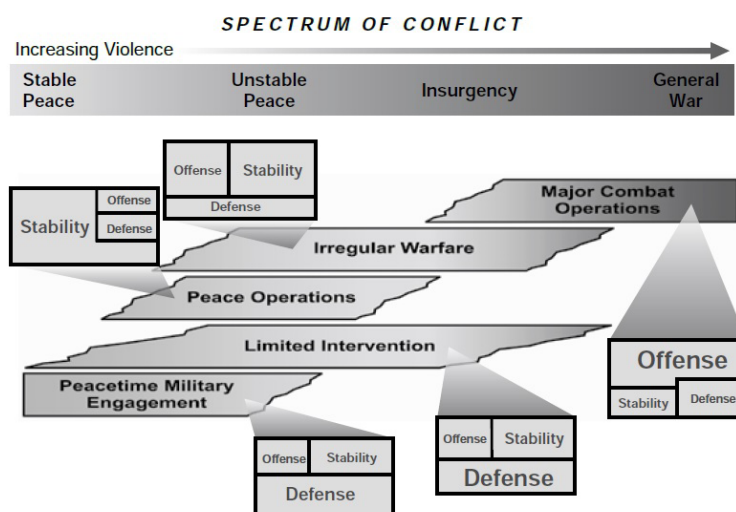 SPECTRUM OF CONFLICT
Increasing Violence
Stable
Peace
Unstable
Peace
Insurgency
General
War
Offense
Stability
Defense
Stability
Offense
Defense
Major Combat
Operations
Irregular Warfare
Peace Operations
Limited Intervention
Peacetime Military
Engagement
Offense
Stability
Defense
Offense
Stability
Defense
Offense
Stability
Defense